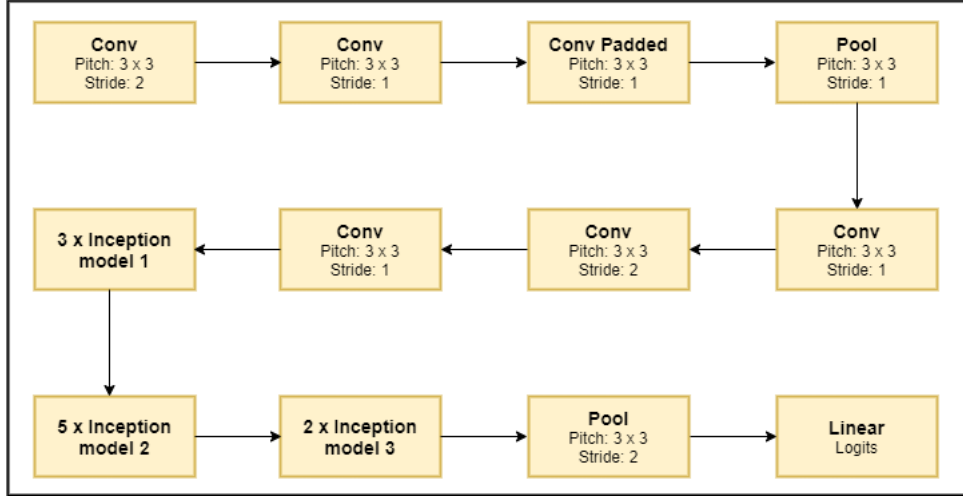 Conv
Pitch: 3 x 3
Stride: 2
Conv
Pitch: 3 x 3
Stride: 1
Conv Padded
Pitch: 3 x 3
Stride: 1
Pool
Pitch: 3 x 3
Stride: 1
3 x Inception
model 1
Conv
Pitch: 3 x 3
Stride: 1
Conv
Pitch: 3 x 3
Stride: 2
Conv
Pitch: 3 x 3
Stride: 1
5 x Inception
model 2
2 x Inception
model 3
Pool
Pitch: 3 x 3
Stride: 2
Linear
Logits